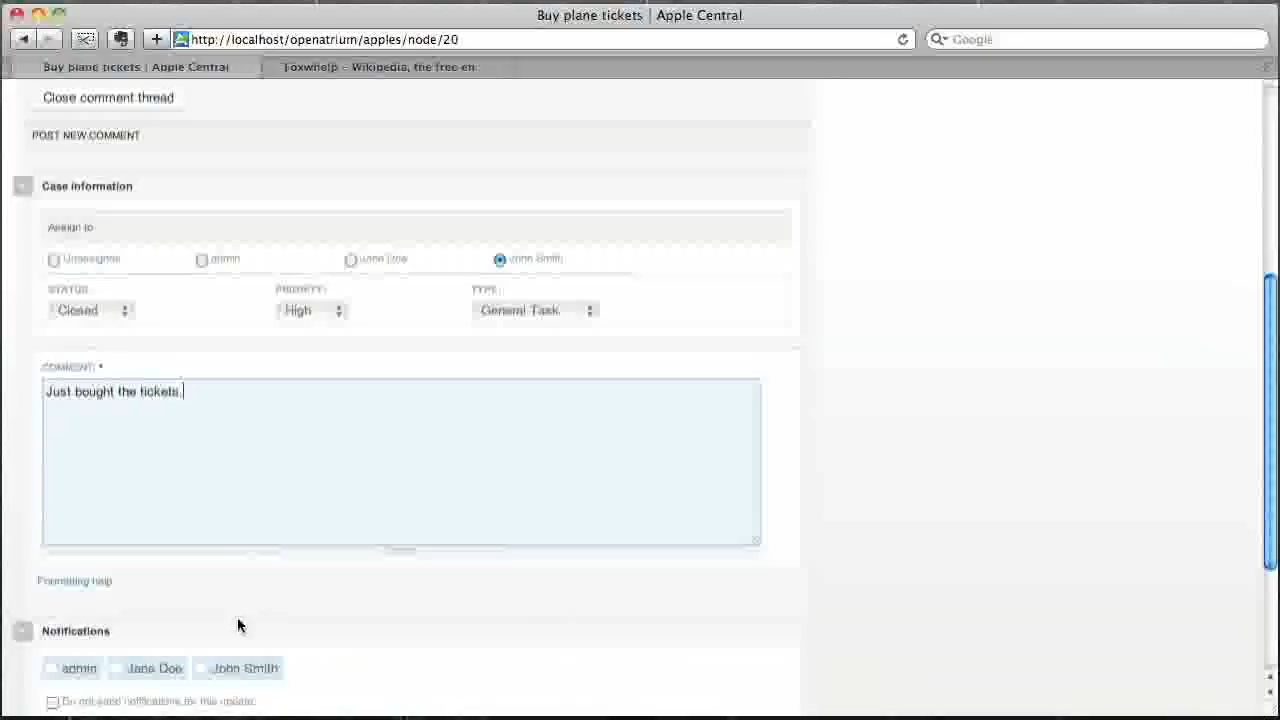 Buy plane tickets | Apple Central
http://localhost/openatrium/apples/node/20
Google
Buy plane tickets | Apple Central
Foxwhelp - Wikipedia, the free en
Close comment thread
POST NEW COMMENT
Case information
Assign to
Unassigned admin Jane Doe John Smith
STATUS: PRIORITY: TYPE:
Closed High General Task
COMMENT: *
Just bought the tickets.
Formatting help
Notifications
admin Jane Doe John Smith
Do not send notifications for this update.